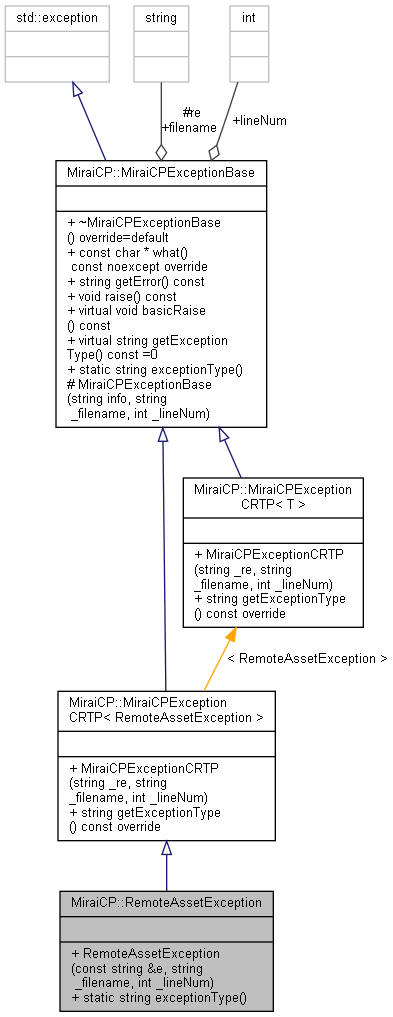 std::exception
string
int
#re
+filename
+lineNum
MiraiCP::MiraiCPExceptionBase
+ ~MiraiCPExceptionBase
() override=default
+ const char * what()
const noexcept override
+ string getError() const
+ void raise() const
+ virtual void basicRaise
() const
+ virtual string getException
Type() const =0
+ static string exceptionType()
# MiraiCPExceptionBase
(string info, string
_filename, int _lineNum)
MiraiCP::MiraiCPException
CRTP< T >
+ MiraiCPExceptionCRTP
(string _re, string
_filename, int _lineNum)
+ string getExceptionType
() const override
< RemoteAssetException >
MiraiCP::MiraiCPException
CRTP< RemoteAssetException >
+ MiraiCPExceptionCRTP
(string _re, string
_filename, int _lineNum)
+ string getExceptionType
() const override
MiraiCP::RemoteAssetException
+ RemoteAssetException
(const string &e, string
_filename, int _lineNum)
+ static string exceptionType()